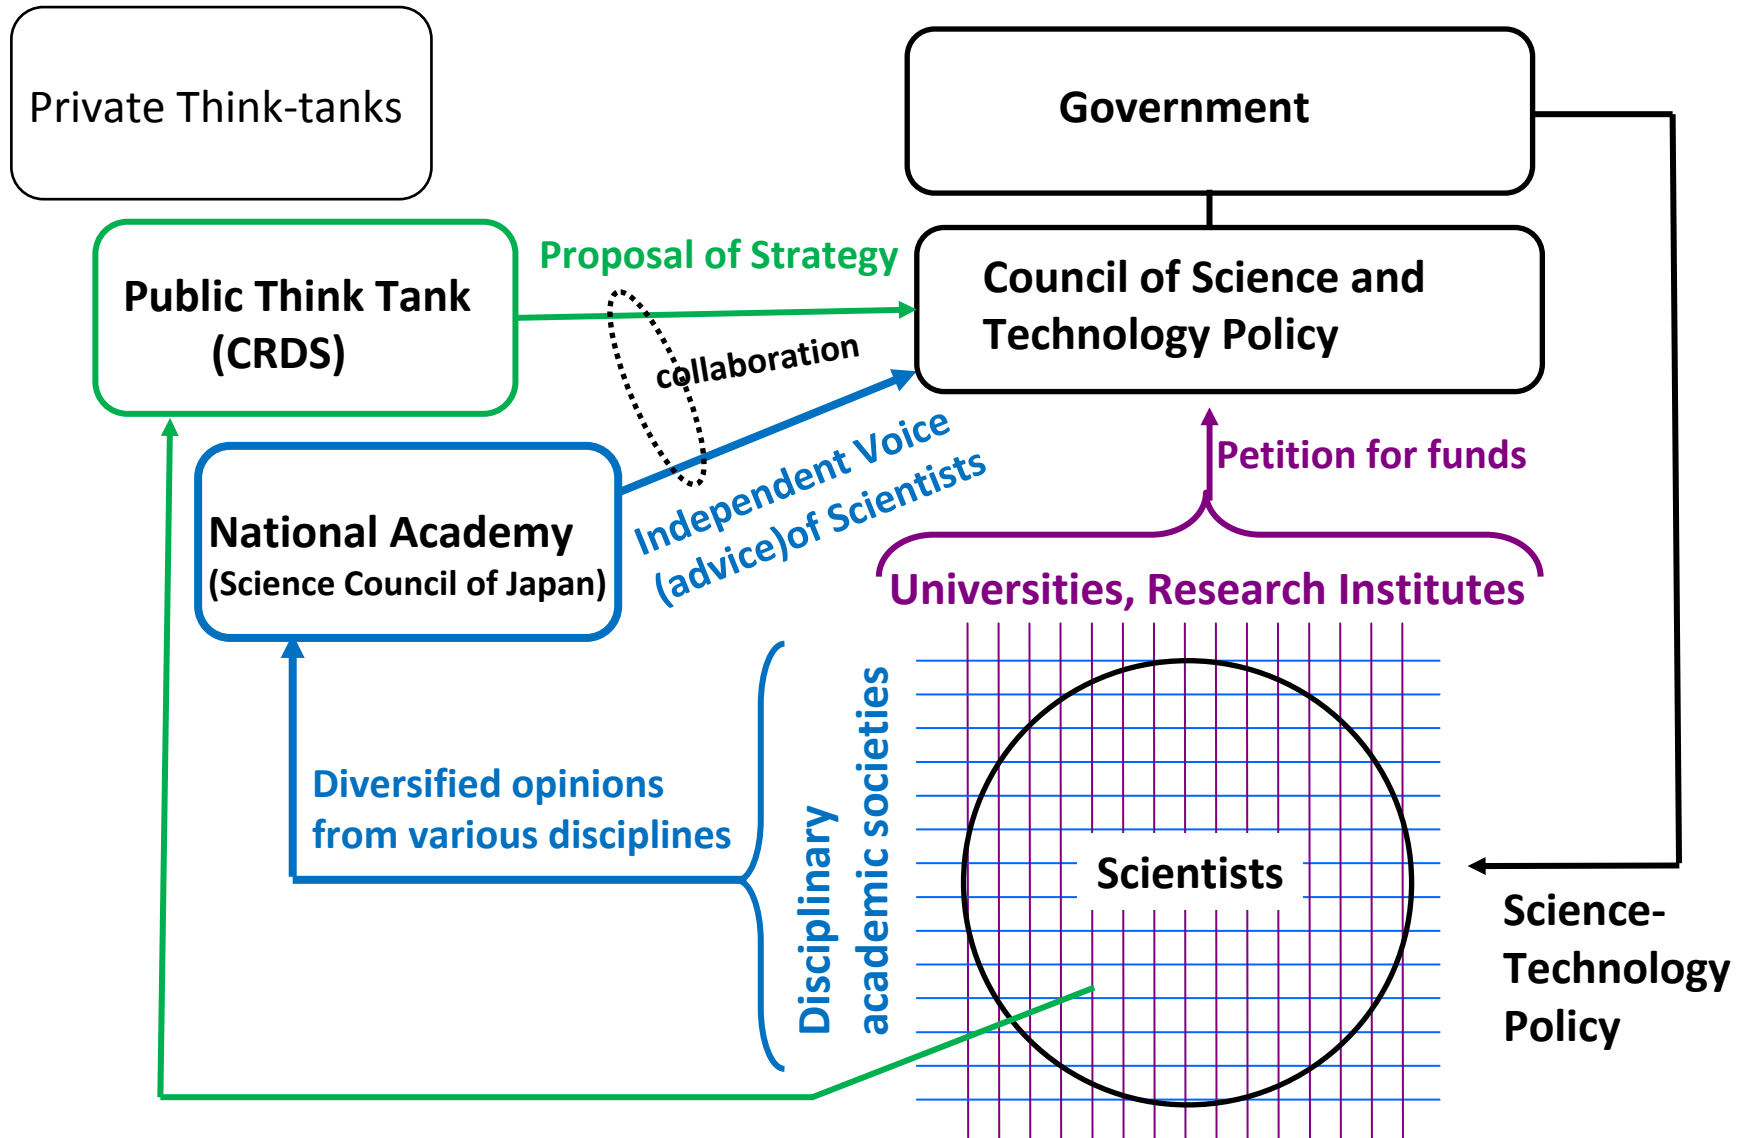 Private Think-tanks
Government
Public Think Tank
(CRDS)
Proposal of Strategy
Council of Science and
Technology Policy
collaboration
Independent Voice
(advice)of Scientists
Petition for funds
National Academy
(Science Council of Japan)
Universities, Research Institutes
Diversified opinions
from various disciplines
Disciplinary
academic societies
Scientists
Science-
Technology
Policy